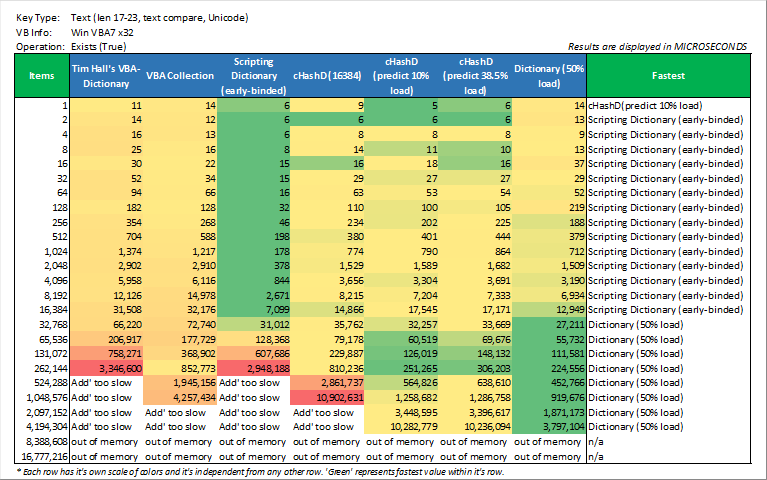 Key Type: Text (len 17-23, text compare, Unicode)
VB Info: Win VBA7 x32
Operation: Exists (True)
Results are displayed in MICROSECONDS
Items Tim Hall's VBA-Dictionary VBA Collection Scripting Dictionary (early-binded) cHashD (16384) cHashD (predict 10% load) cHashD (predict 38.5% load) Dictionary (50% load) Fastest
1 11 14 6 9 5 6 14 cHashD(predict 10% load)
2 14 12 6 6 6 6 13 Scripting Dictionary (early-binded)
4 16 13 6 8 8 8 9 Scripting Dictionary (early-binded)
8 25 16 8 14 11 10 13 Scripting Dictionary (early-binded)
16 30 22 15 16 18 16 37 Scripting Dictionary (early-binded)
32 52 34 15 29 27 27 29 Scripting Dictionary (early-binded)
64 94 66 16 63 53 54 52 Scripting Dictionary (early-binded)
128 182 128 32 110 100 105 219 Scripting Dictionary (early-binded)
256 354 268 46 234 202 225 188 Scripting Dictionary (early-binded)
512 704 588 198 380 401 444 379 Scripting Dictionary (early-binded)
1,024 1,374 1,217 178 774 790 864 712 Scripting Dictionary (early-binded)
2,048 2,902 2,910 378 1,529 1,589 1,682 1,509 Scripting Dictionary (early-binded)
4,096 5,958 6,116 844 3,656 3,304 3,691 3,190 Scripting Dictionary (early-binded)
8,192 12,126 14,978 2,671 8,215 7,204 7,333 6,934 Scripting Dictionary (early-binded)
16,384 31,508 32,176 7,099 14,866 17,545 17,171 12,949 Scripting Dictionary (early-binded)
32,768 66,220 72,740 31,012 35,762 32,257 33,669 27,211 Dictionary (50% load)
65,536 206,917 177,729 128,368 79,178 60,519 69,676 55,732 Dictionary (50% load)
131,072 758,271 368,902 607,686 229,887 126,019 148,132 111,581 Dictionary (50% load)
262,144 3,346,600 852,773 2,948,188 810,236 251,265 306,203 224,556 Dictionary (50% load)
524,288 Add' too slow 1,945,156 Add' too slow 2,861,737 564,826 638,610 452,766 Dictionary (50% load)
1,048,576 Add' too slow 4,257,434 Add' too slow 10,902,631 1,258,682 1,286,758 919,676 Dictionary (50% load)
2,097,152 Add' too slow Add' too slow Add' too slow Add' too slow 3,448,595 3,396,617 1,871,173 Dictionary (50% load)
4,194,304 Add' too slow Add' too slow Add' too slow Add' too slow 10,282,779 10,236,094 3,797,104 Dictionary (50% load)
8,388,608 out of memory out of memory out of memory out of memory out of memory out of memory out of memory n/a
16,777,216 out of memory out of memory out of memory out of memory out of memory out of memory out of memory n/a
* Each row has it's own scale of colors and it's independent from any other row. 'Green' represents fastest value within it's row.